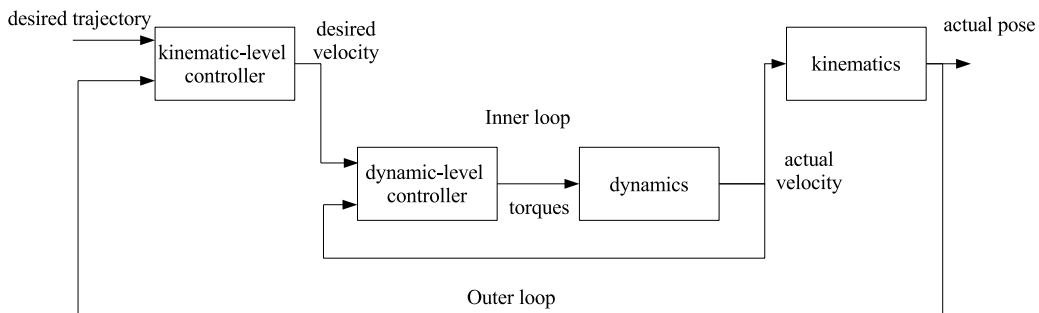 desired trajectory
kinematic-level
controller
desired
velocity
kinematics
actual pose
Inner loop
dynamic-level
controller
torques
dynamics
actual
velocity
Outer loop